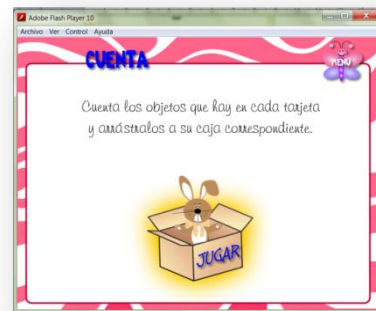 Adobe Flash Player 10
Archivo Ver Control Ayuda
CUENTA
MENU
Cuenta los objetos que hay en cada tarjeta
y arrástralos a su caja correspondiente.
JUGAR